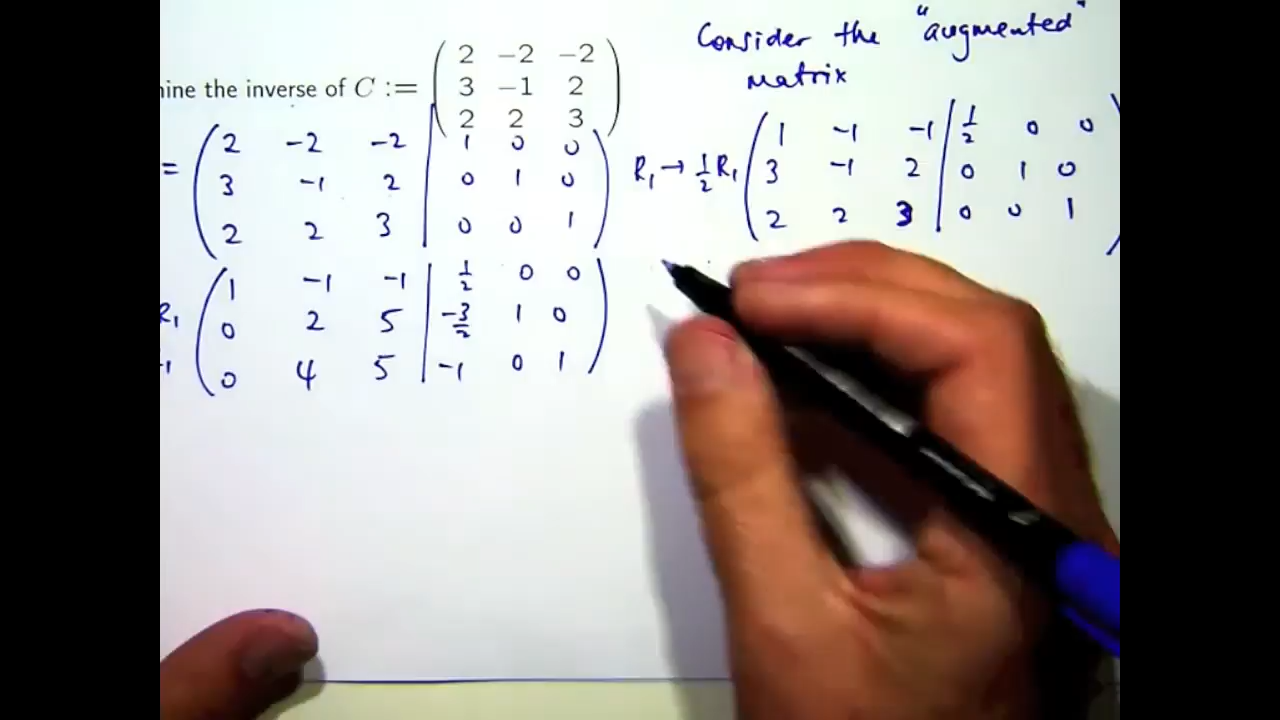 Consider the "augmented"
matrix
mine the inverse of C := ( 2 −2 −2
3 −1 2
2 2 3 )
= ( 2 -2 -2 | 1 0 0
3 -1 2 | 0 1 0
2 2 3 | 0 0 1 )
R₁ → ½R₁ ( 1 -1 -1 | ½ 0 0
3 -1 2 | 0 1 0
2 2 3 | 0 0 1 )
( 1 -1 -1 | ½ 0 0
R₁ 0 2 5 | -3/2 1 0
0 4 5 | -1 0 1 )